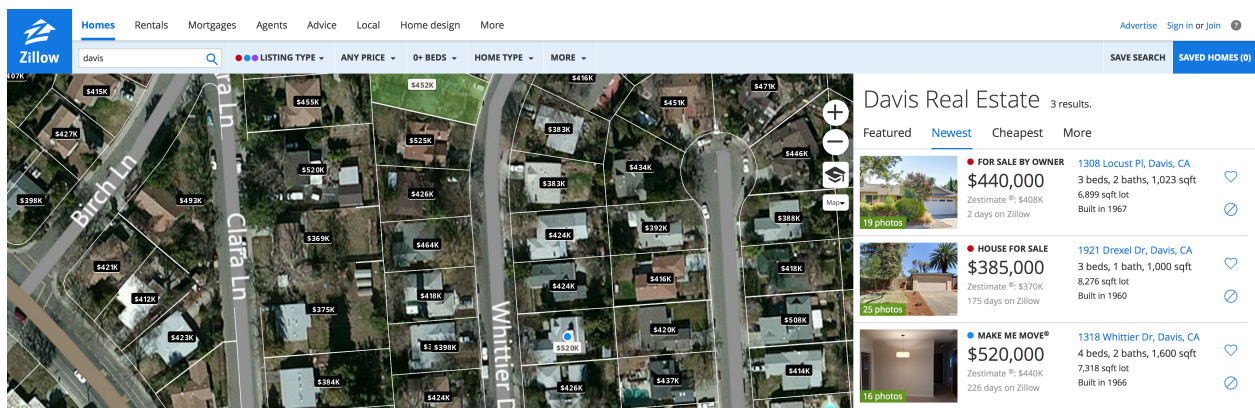 Zillow
Homes Rentals Mortgages Agents Advice Local Home design More
Advertise Sign in or Join ?
davis
LISTING TYPE ANY PRICE 0+ BEDS HOME TYPE MORE
SAVE SEARCH SAVED HOMES (0)
$415K
$427K
$398K
$493K
$421K
$412K
$423K
Birch Ln
Clara Ln
$455K
$520K
$369K
$375K
$384K
$452K
$525K
$426K
$464K
$418K
$398K
$424K
Whittier D
$416K
$383K
$383K
$424K
$424K
$520K
$426K
$451K
$434K
$392K
$416K
$420K
$437K
$471K
$446K
$388K
$418K
$508K
$414K
Map
Davis Real Estate 3 results.
Featured Newest Cheapest More
FOR SALE BY OWNER
$440,000
Zestimate ®: $408K
2 days on Zillow
19 photos
1308 Locust Pl, Davis, CA
3 beds, 2 baths, 1,023 sqft
6,899 sqft lot
Built in 1967
HOUSE FOR SALE
$385,000
Zestimate ®: $370K
175 days on Zillow
25 photos
1921 Drexel Dr, Davis, CA
3 beds, 1 bath, 1,000 sqft
8,276 sqft lot
Built in 1960
MAKE ME MOVE®
$520,000
Zestimate ®: $440K
226 days on Zillow
16 photos
1318 Whittier Dr, Davis, CA
4 beds, 2 baths, 1,600 sqft
7,318 sqft lot
Built in 1966